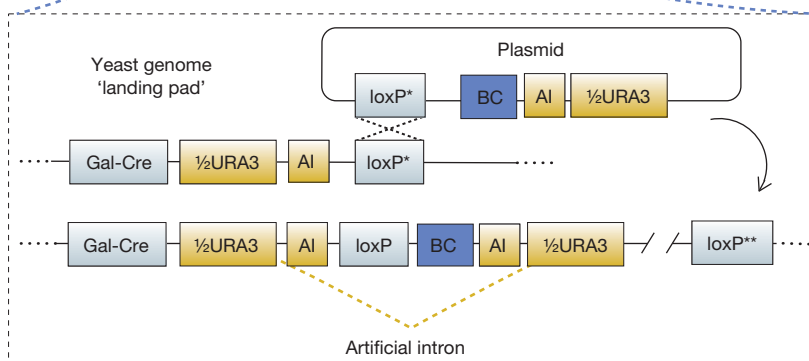 Plasmid
Yeast genome
'landing pad'
loxP* BC AI ½URA3
Gal-Cre ½URA3 AI loxP*
Gal-Cre ½URA3 AI loxP BC AI ½URA3 loxP**
Artificial intron